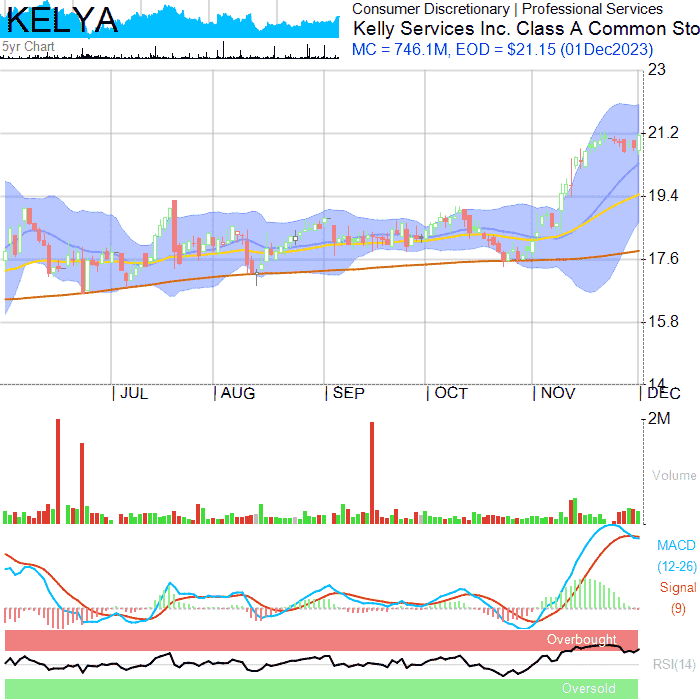 KELYA
5yr Chart
Consumer Discretionary | Professional Services
Kelly Services Inc. Class A Common Sto
MC = 746.1M, EOD = $21.15 (01Dec2023)
23
21.2
19.4
17.6
15.8
14
JUL AUG SEP OCT NOV DEC
2M
Volume
MACD
(12-26)
Signal
(9)
Overbought
RSI(14)
Oversold